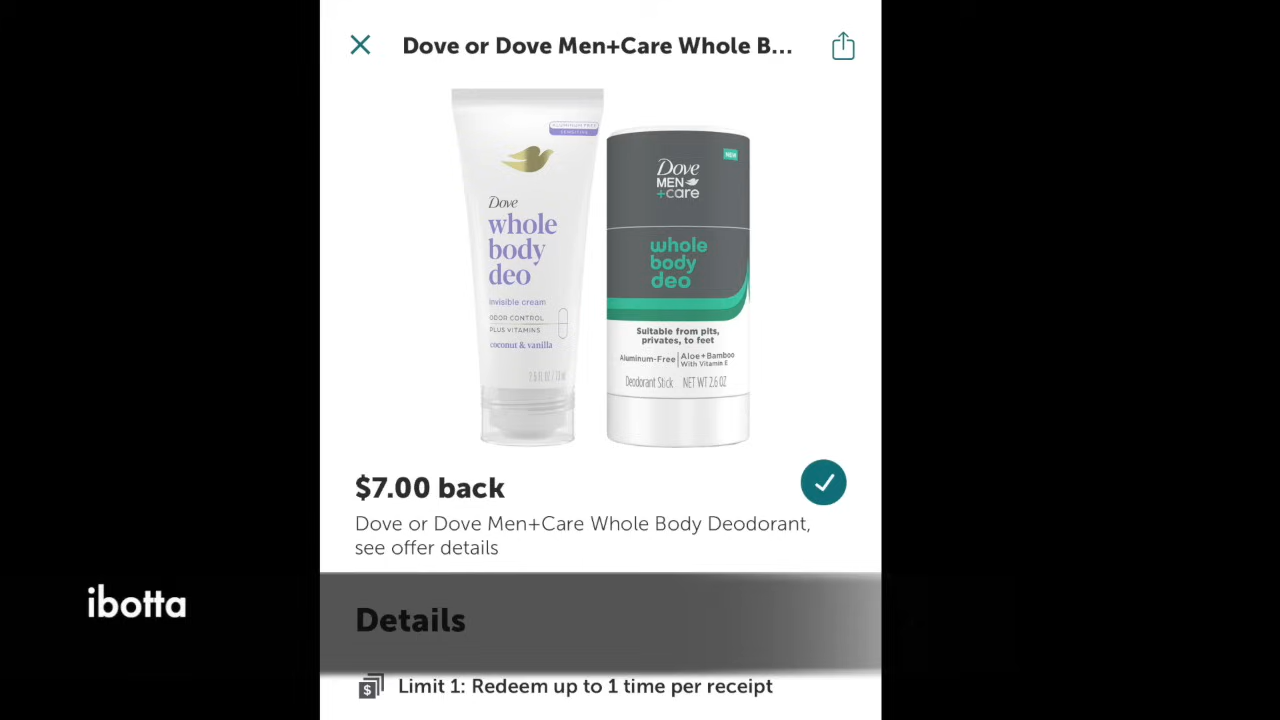 Dove or Dove Men+Care Whole B...
ALUMINUM FREE
SENSITIVE
Dove
whole
body
deo
invisible cream
ODOR CONTROL
PLUS VITAMINS
coconut & vanilla
NEW
Dove
MEN
+care
whole
body
deo
Suitable from pits,
privates, to feet
Aluminum-Free | Aloe+Bamboo
With Vitamin E
Deodorant Stick NET WT 2.6 OZ
$7.00 back
Dove or Dove Men+Care Whole Body Deodorant,
see offer details
ibotta
Details
Limit 1: Redeem up to 1 time per receipt